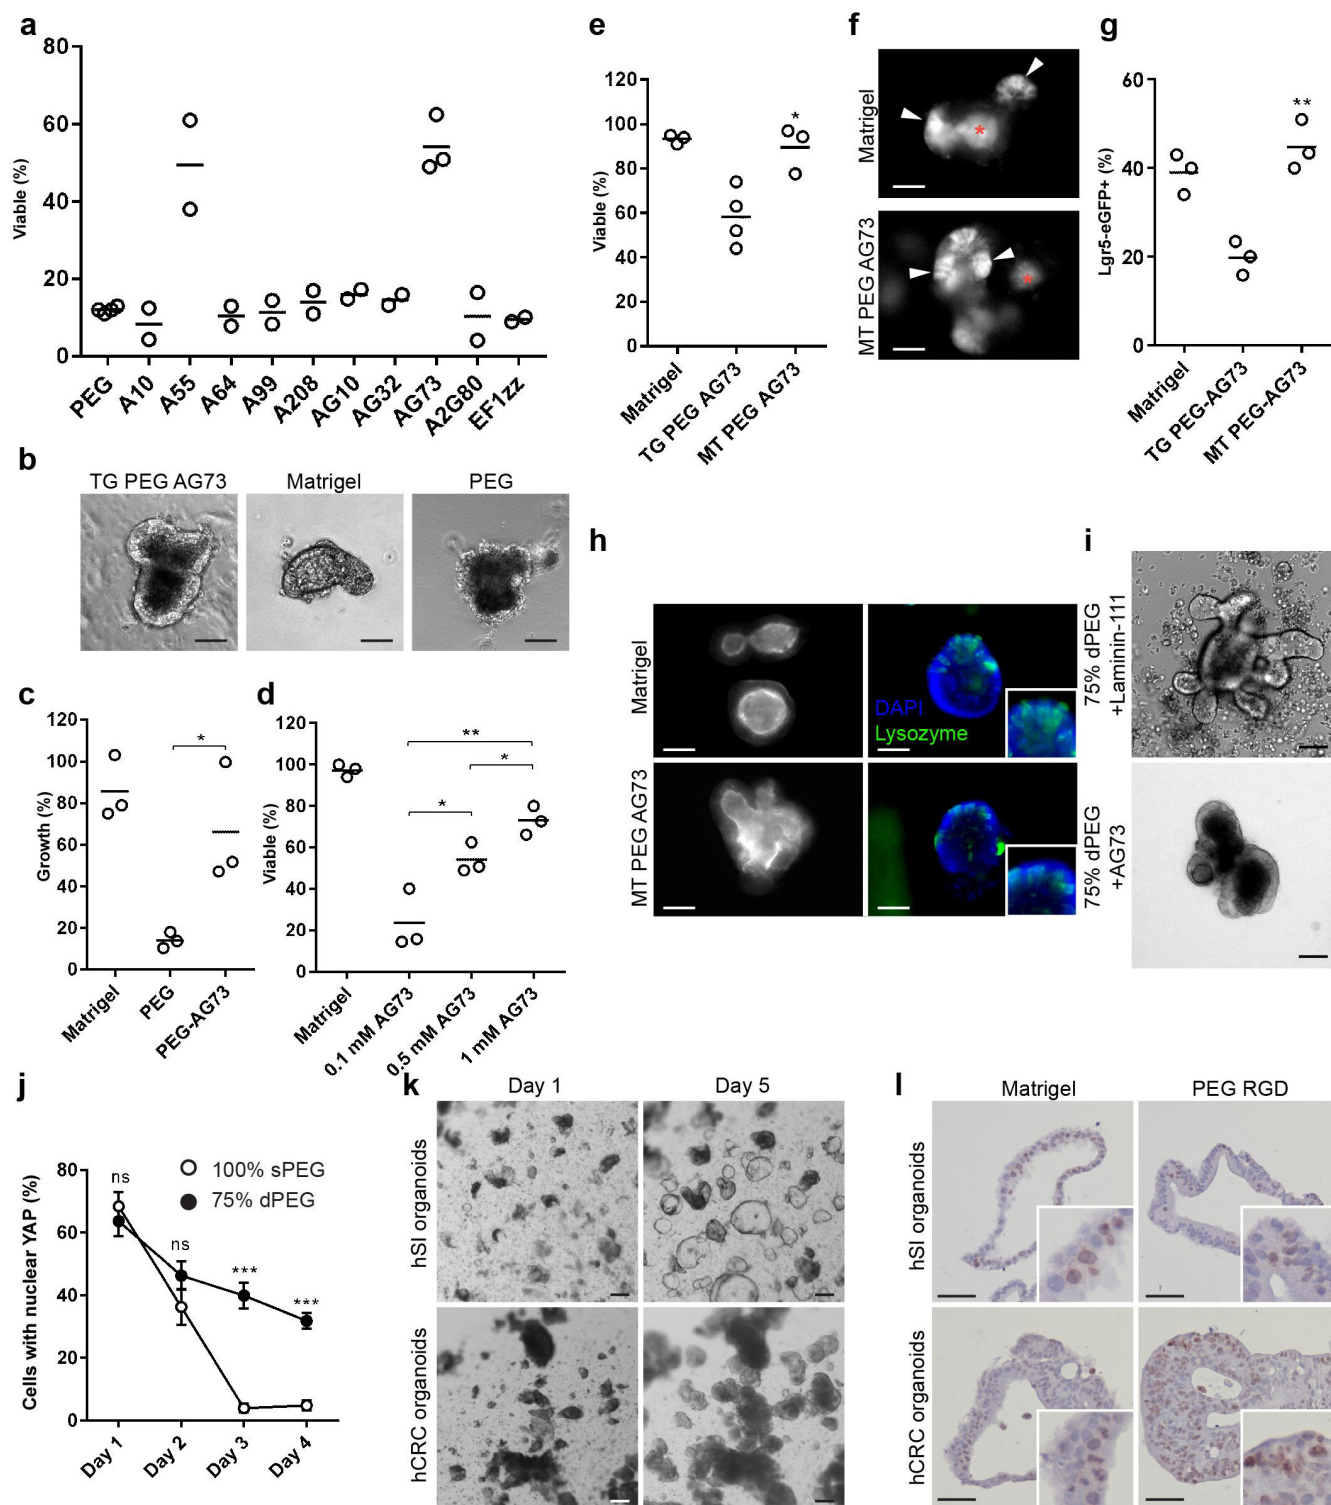 a
80
60
40
20
0
Viable (%)
PEG
A10
A55
A64
A99
A208
AG10
AG32
AG73
A2G80
EF1zz
b
TG PEG AG73
Matrigel
PEG
c
120
100
80
60
40
20
0
Growth (%)
*
Matrigel
PEG
PEG-AG73
d
120
100
80
60
40
20
0
Viable (%)
**
*
*
Matrigel
0.1 mM AG73
0.5 mM AG73
1 mM AG73
e
120
100
80
60
40
20
0
Viable (%)
*
Matrigel
TG PEG AG73
MT PEG AG73
f
Matrigel
*
MT PEG AG73
*
g
60
40
20
0
Lgr5-eGFP+ (%)
**
Matrigel
TG PEG-AG73
MT PEG-AG73
h
Matrigel
DAPI
Lysozyme
MT PEG AG73
i
75% dPEG
+Laminin-111
75% dPEG
+AG73
j
80
60
40
20
0
Cells with nuclear YAP (%)
100% sPEG
75% dPEG
ns
ns
***
***
Day 1
Day 2
Day 3
Day 4
k
Day 1
Day 5
hSI organoids
hCRC organoids
l
Matrigel
PEG RGD
hSI organoids
hCRC organoids